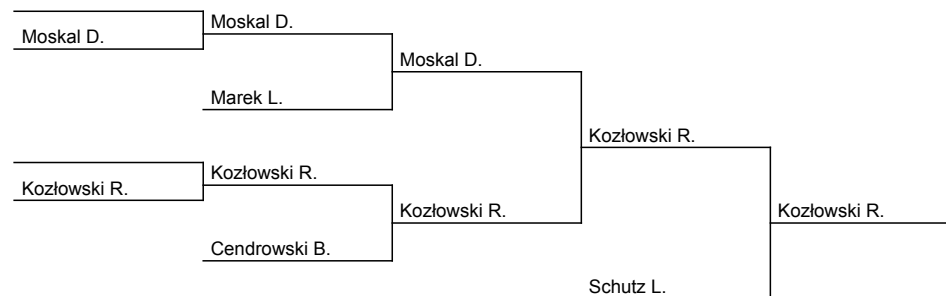 Moskal D.
Moskal D.
Moskal D.
Marek L.
Kozłowski R.
Kozłowski R.
Kozłowski R.
Kozłowski R.
Kozłowski R.
Cendrowski B.
Schutz L.